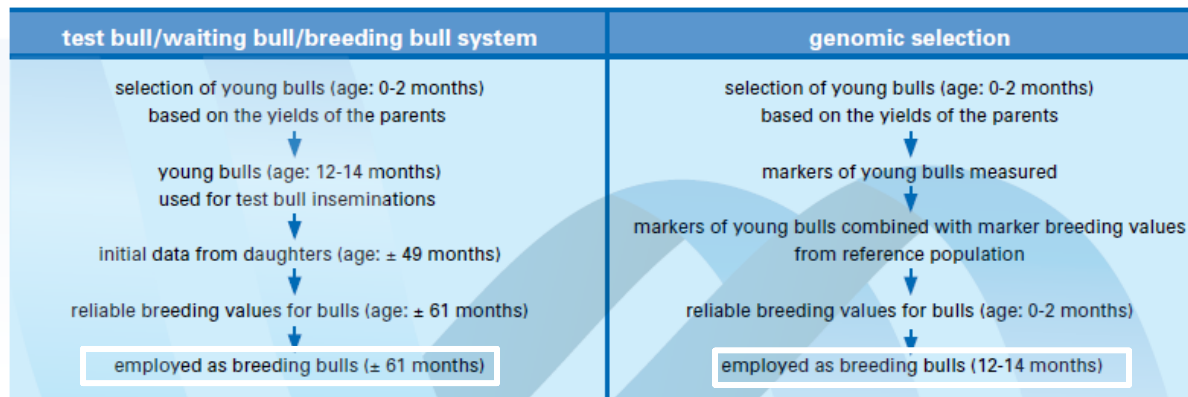 test bull/waiting bull/breeding bull system
selection of young bulls (age: 0-2 months)
based on the yields of the parents
young bulls (age: 12-14 months)
used for test bull inseminations
initial data from daughters (age: ± 49 months)
reliable breeding values for bulls (age: ± 61 months)
employed as breeding bulls (± 61 months)
genomic selection
selection of young bulls (age: 0-2 months)
based on the yields of the parents
markers of young bulls measured
markers of young bulls combined with marker breeding values
from reference population
reliable breeding values for bulls (age: 0-2 months)
employed as breeding bulls (12-14 months)